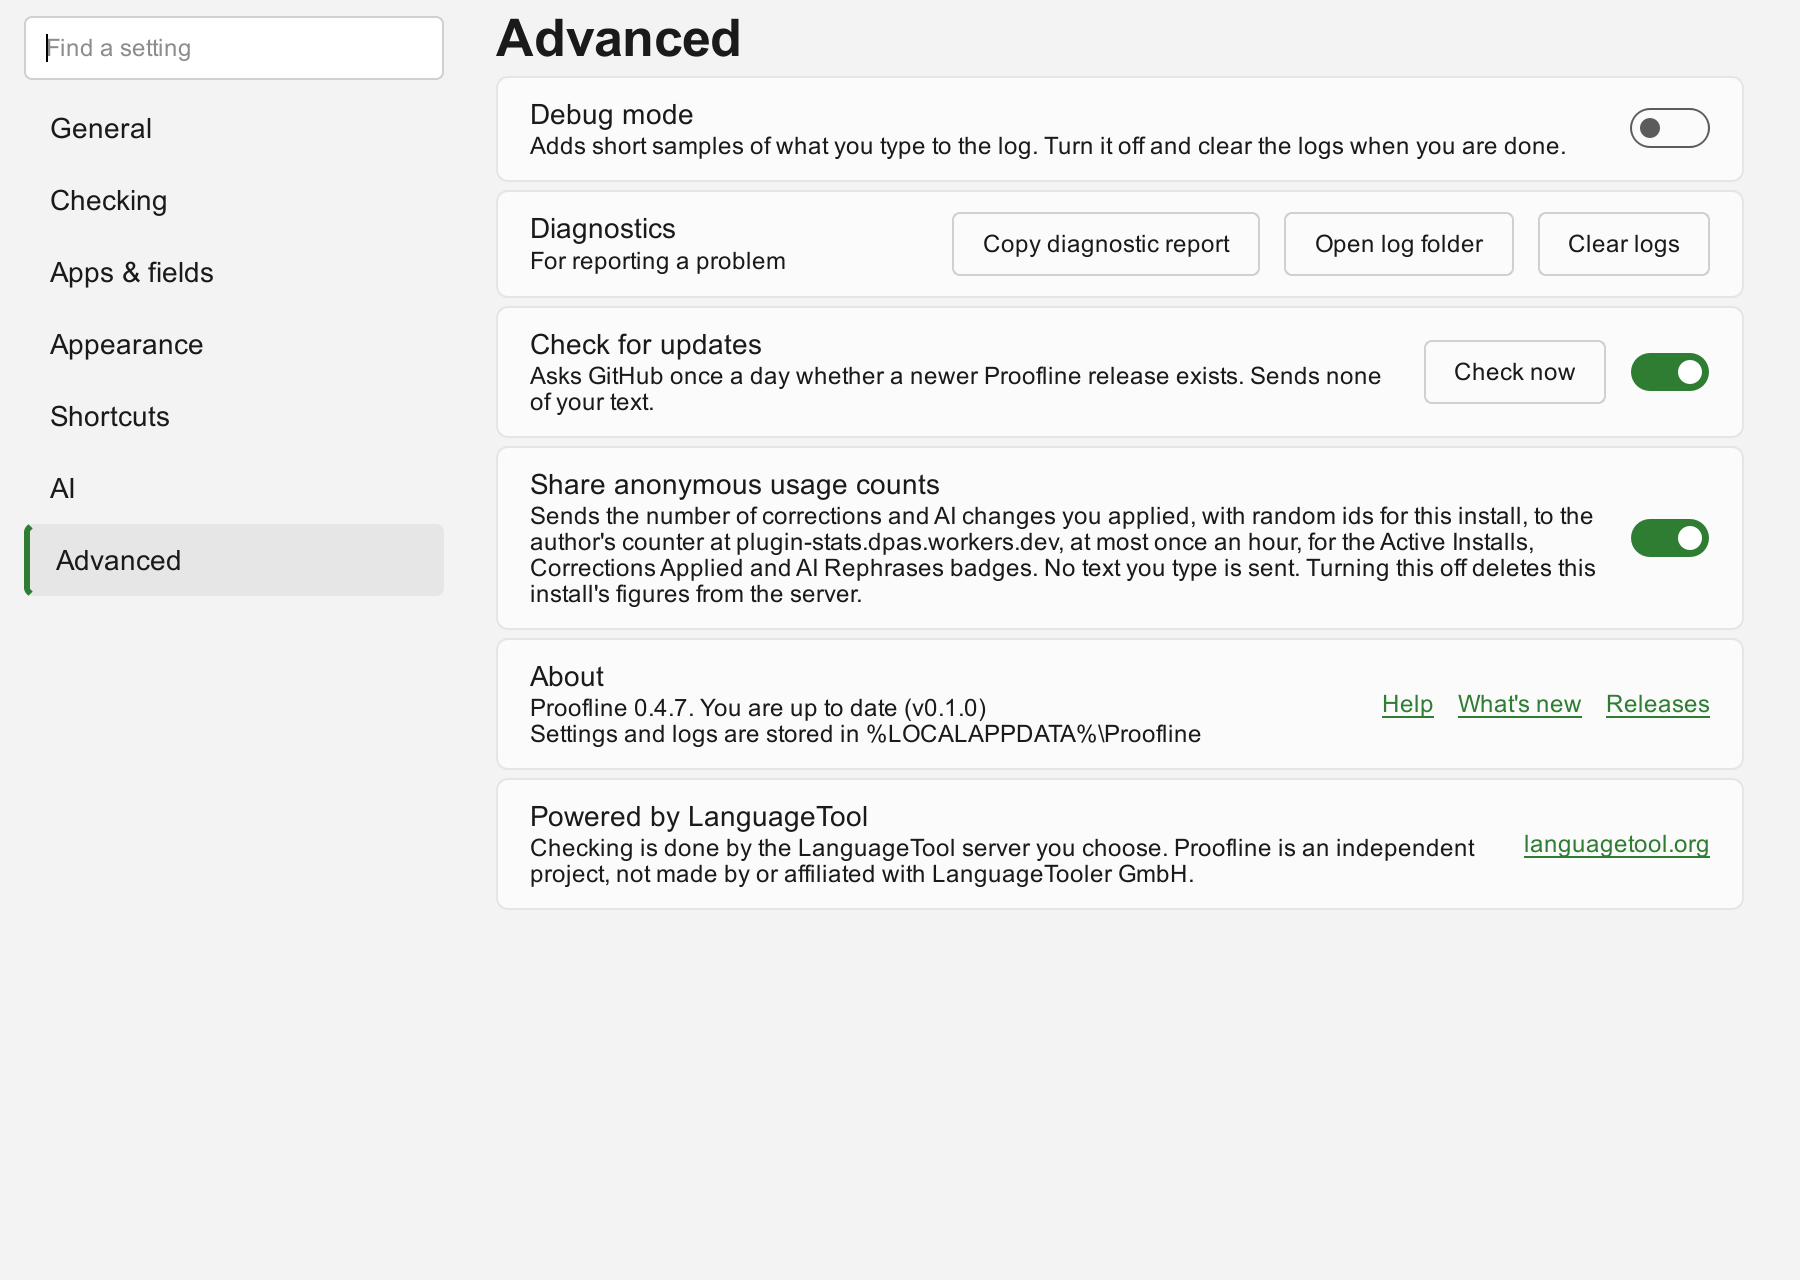 Find a setting
General
Checking
Apps & fields
Appearance
Shortcuts
AI
Advanced
Advanced
Debug mode
Adds short samples of what you type to the log. Turn it off and clear the logs when you are done.
Diagnostics
For reporting a problem
Copy diagnostic report
Open log folder
Clear logs
Check for updates
Asks GitHub once a day whether a newer Proofline release exists. Sends none
of your text.
Check now
Share anonymous usage counts
Sends the number of corrections and AI changes you applied, with random ids for this install, to the
author's counter at plugin-stats.dpas.workers.dev, at most once an hour, for the Active Installs,
Corrections Applied and AI Rephrases badges. No text you type is sent. Turning this off deletes this
install's figures from the server.
About
Proofline 0.4.7. You are up to date (v0.1.0)
Settings and logs are stored in %LOCALAPPDATA%\Proofline
Help
What's new
Releases
Powered by LanguageTool
Checking is done by the LanguageTool server you choose. Proofline is an independent
project, not made by or affiliated with LanguageTooler GmbH.
languagetool.org